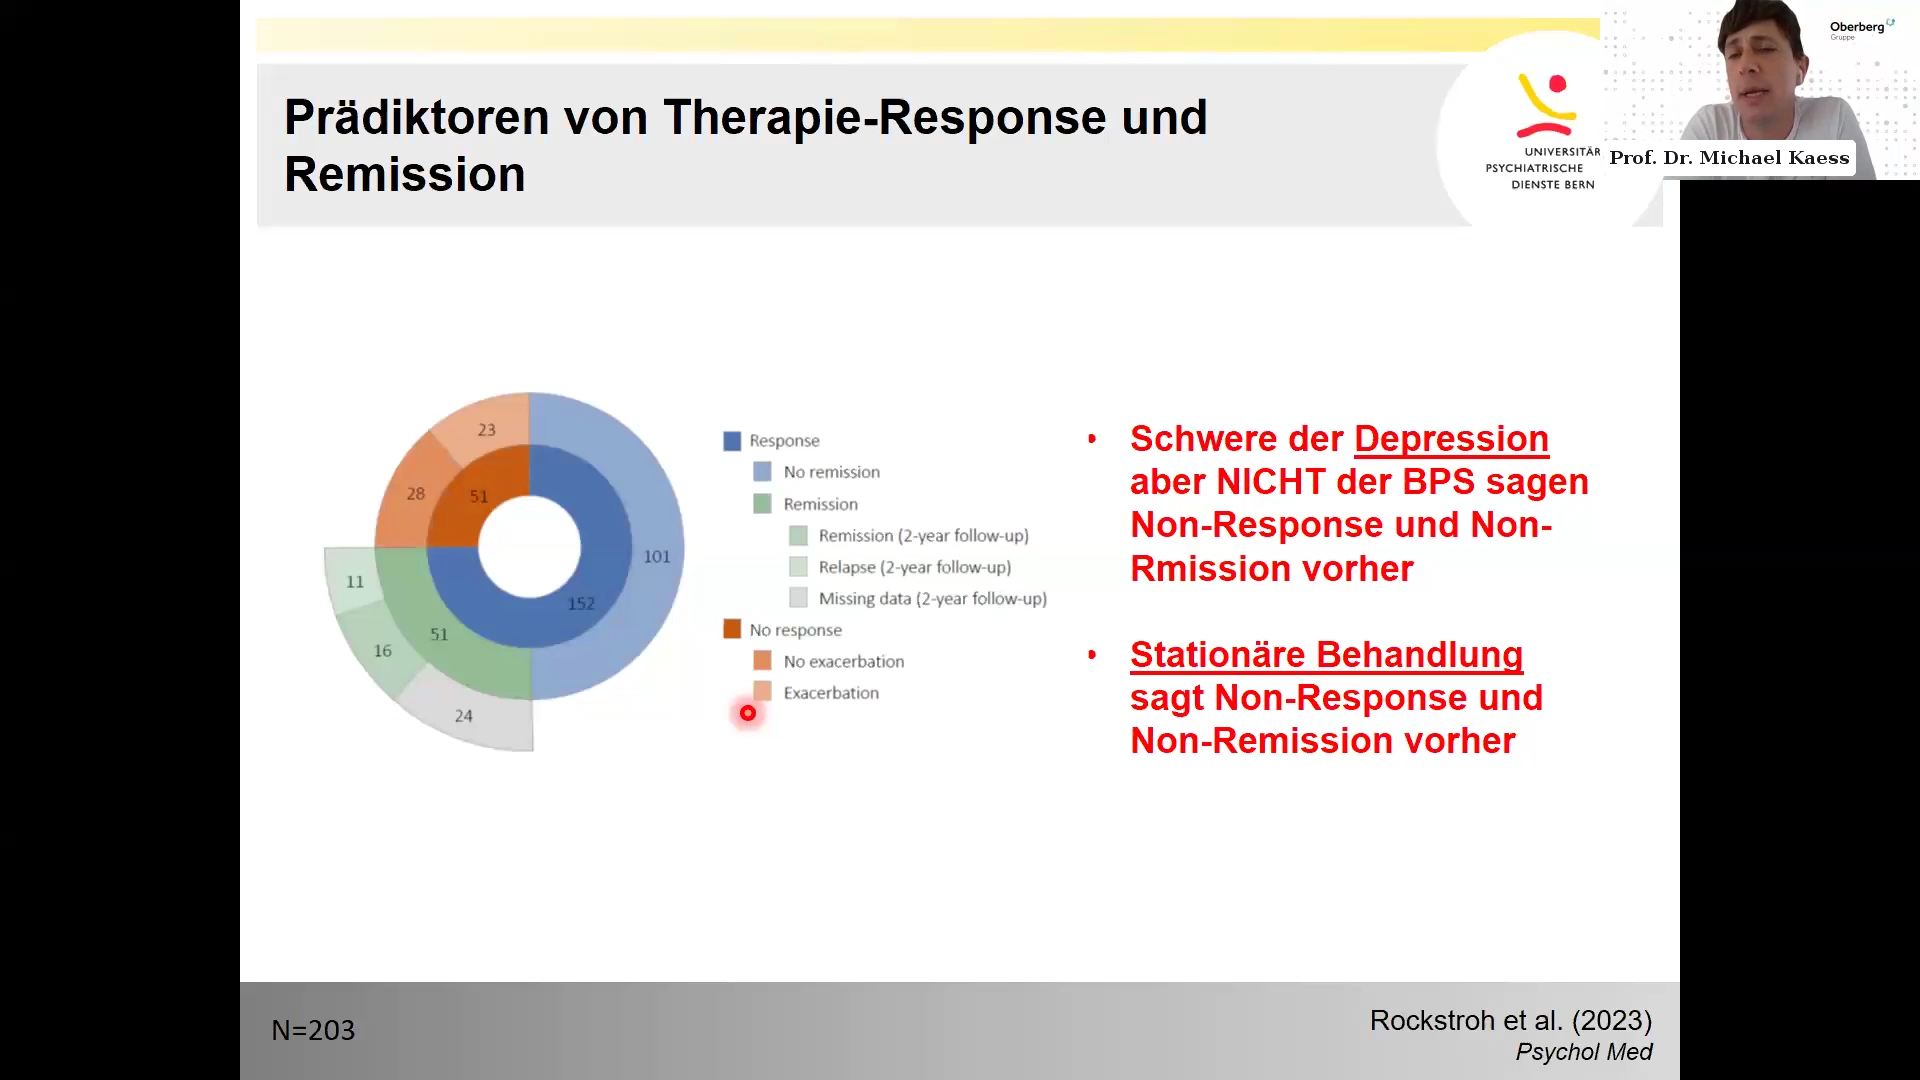 Prädiktoren von Therapie-Response und
Remission
UNIVERSITÄR
PSYCHIATRISCHE
DIENSTE BERN
Oberberg
Gruppe
Prof. Dr. Michael Kaess
23
28
51
101
152
11
51
16
24
Response
No remission
Remission
Remission (2-year follow-up)
Relapse (2-year follow-up)
Missing data (2-year follow-up)
No response
No exacerbation
Exacerbation
• Schwere der Depression
aber NICHT der BPS sagen
Non-Response und Non-
Rmission vorher
• Stationäre Behandlung
sagt Non-Response und
Non-Remission vorher
N=203
Rockstroh et al. (2023)
Psychol Med